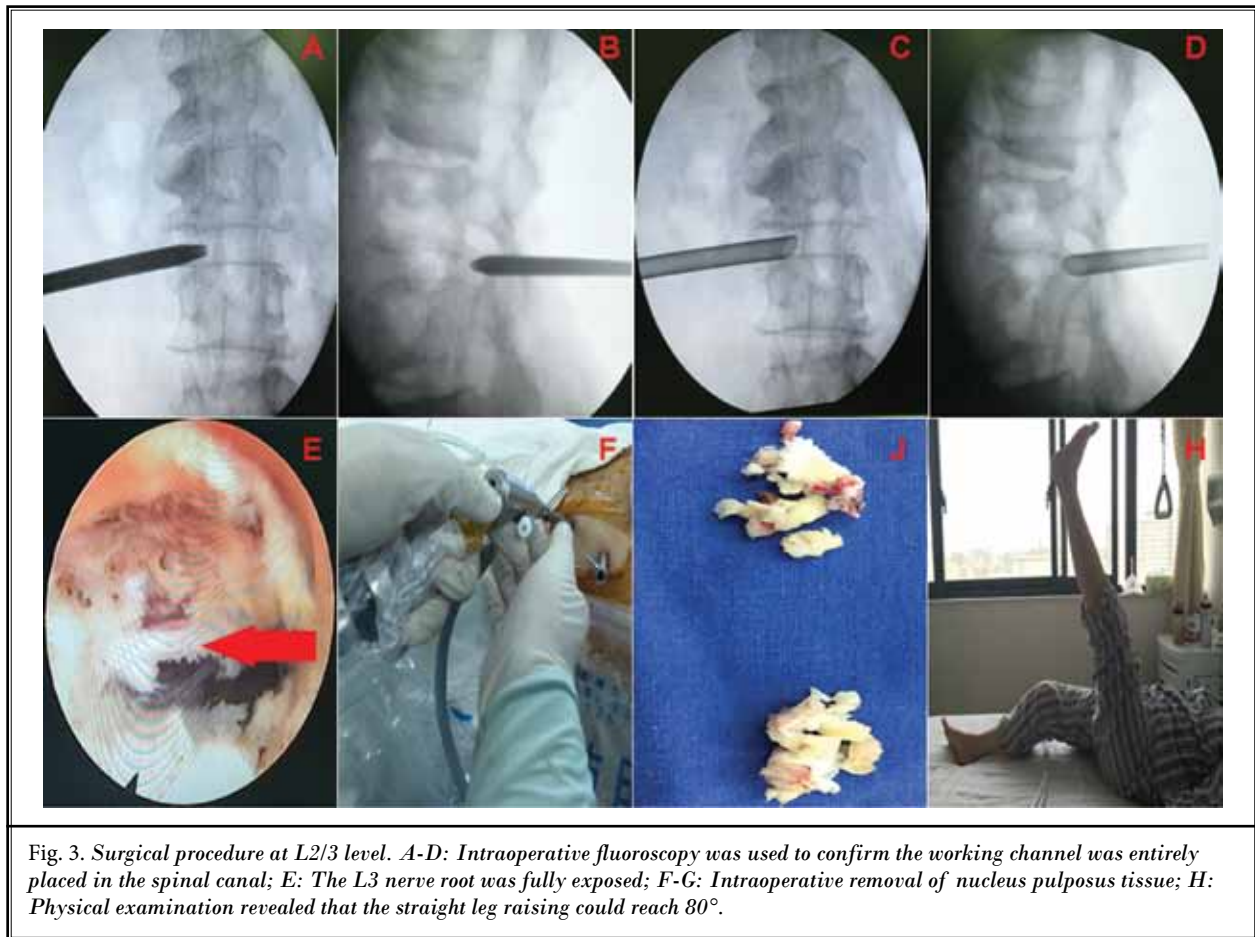 A
B
C
D
E
F
J
H
Fig. 3. Surgical procedure at L2/3 level. A-D: Intraoperative fluoroscopy was used to confirm the working channel was entirely
placed in the spinal canal; E: The L3 nerve root was fully exposed; F-G: Intraoperative removal of nucleus pulposus tissue; H:
Physical examination revealed that the straight leg raising could reach 80°.